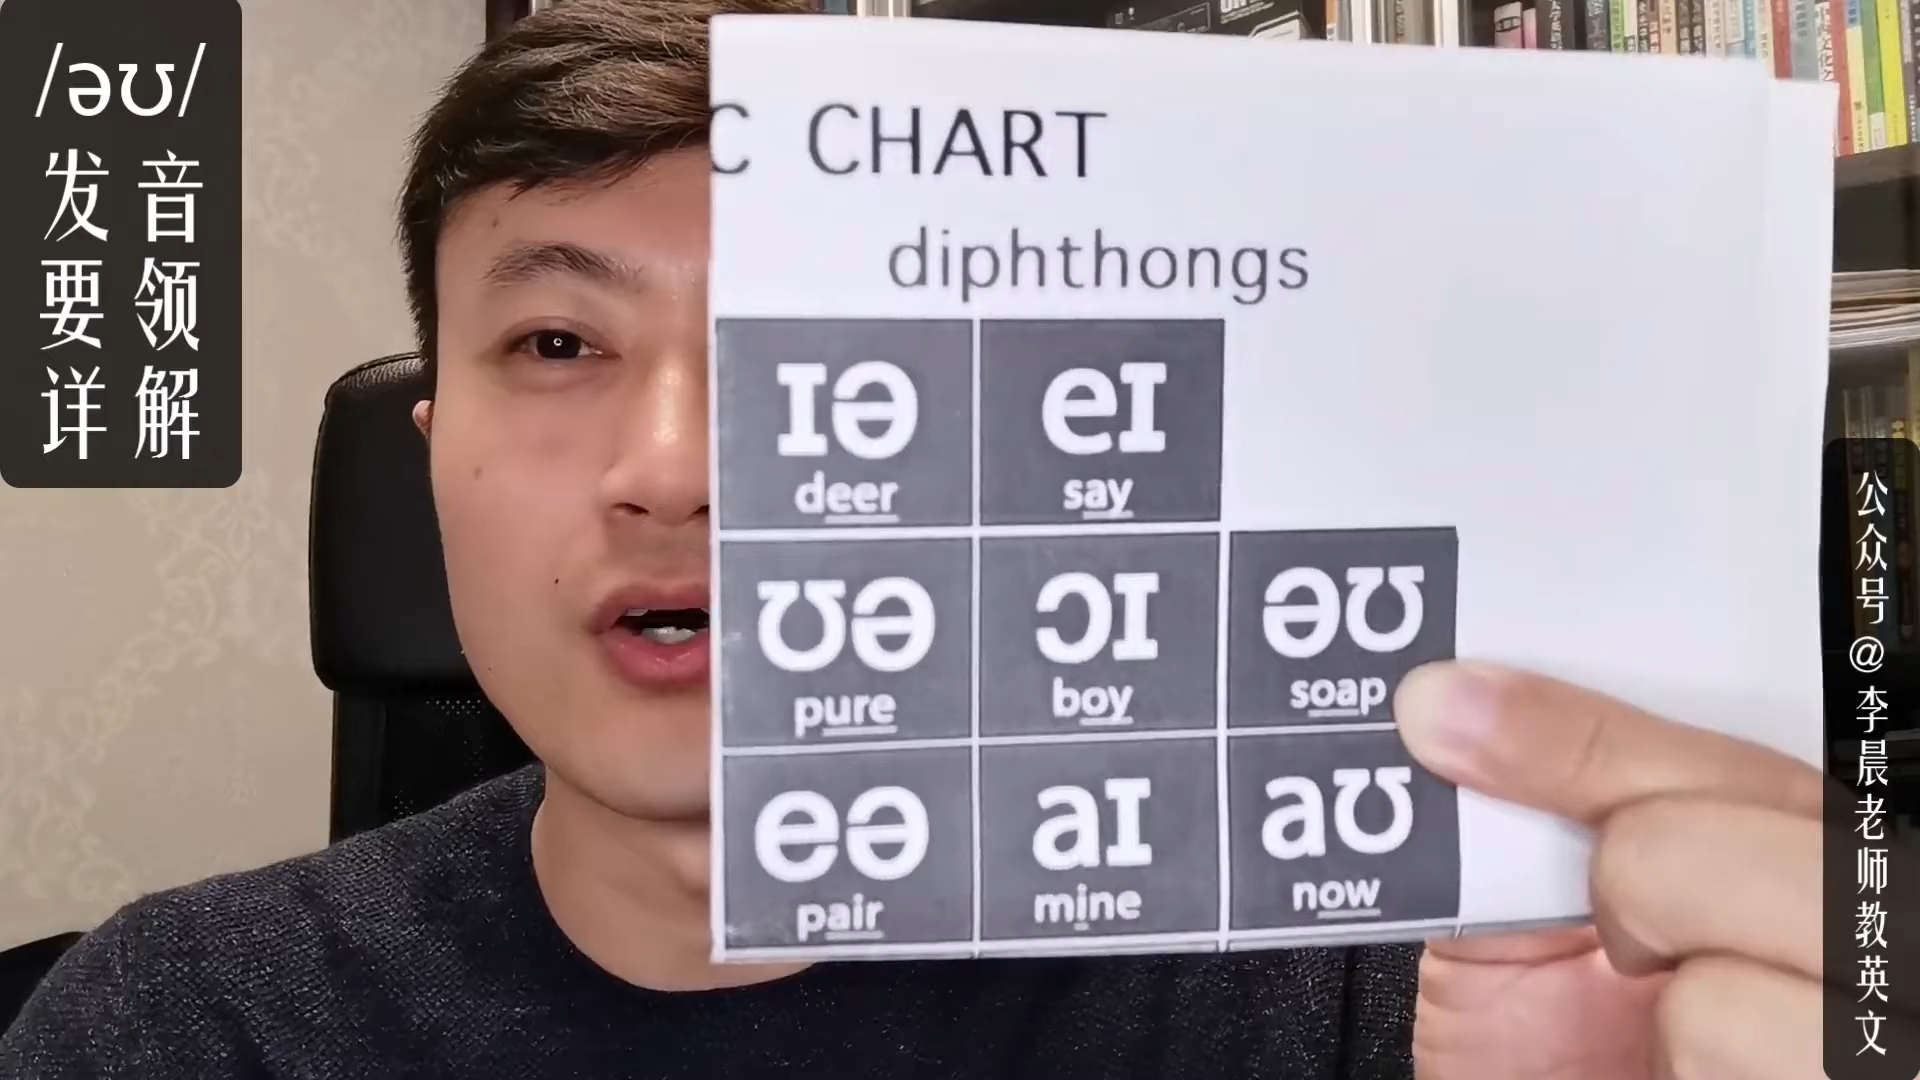 /əʊ/
发音
要领
详解
C CHART
diphthongs
ɪə eɪ
deer say
ʊə ɔɪ əʊ
pure boy soap
eə aɪ aʊ
pair mine now
公众号@李晨老师教英文